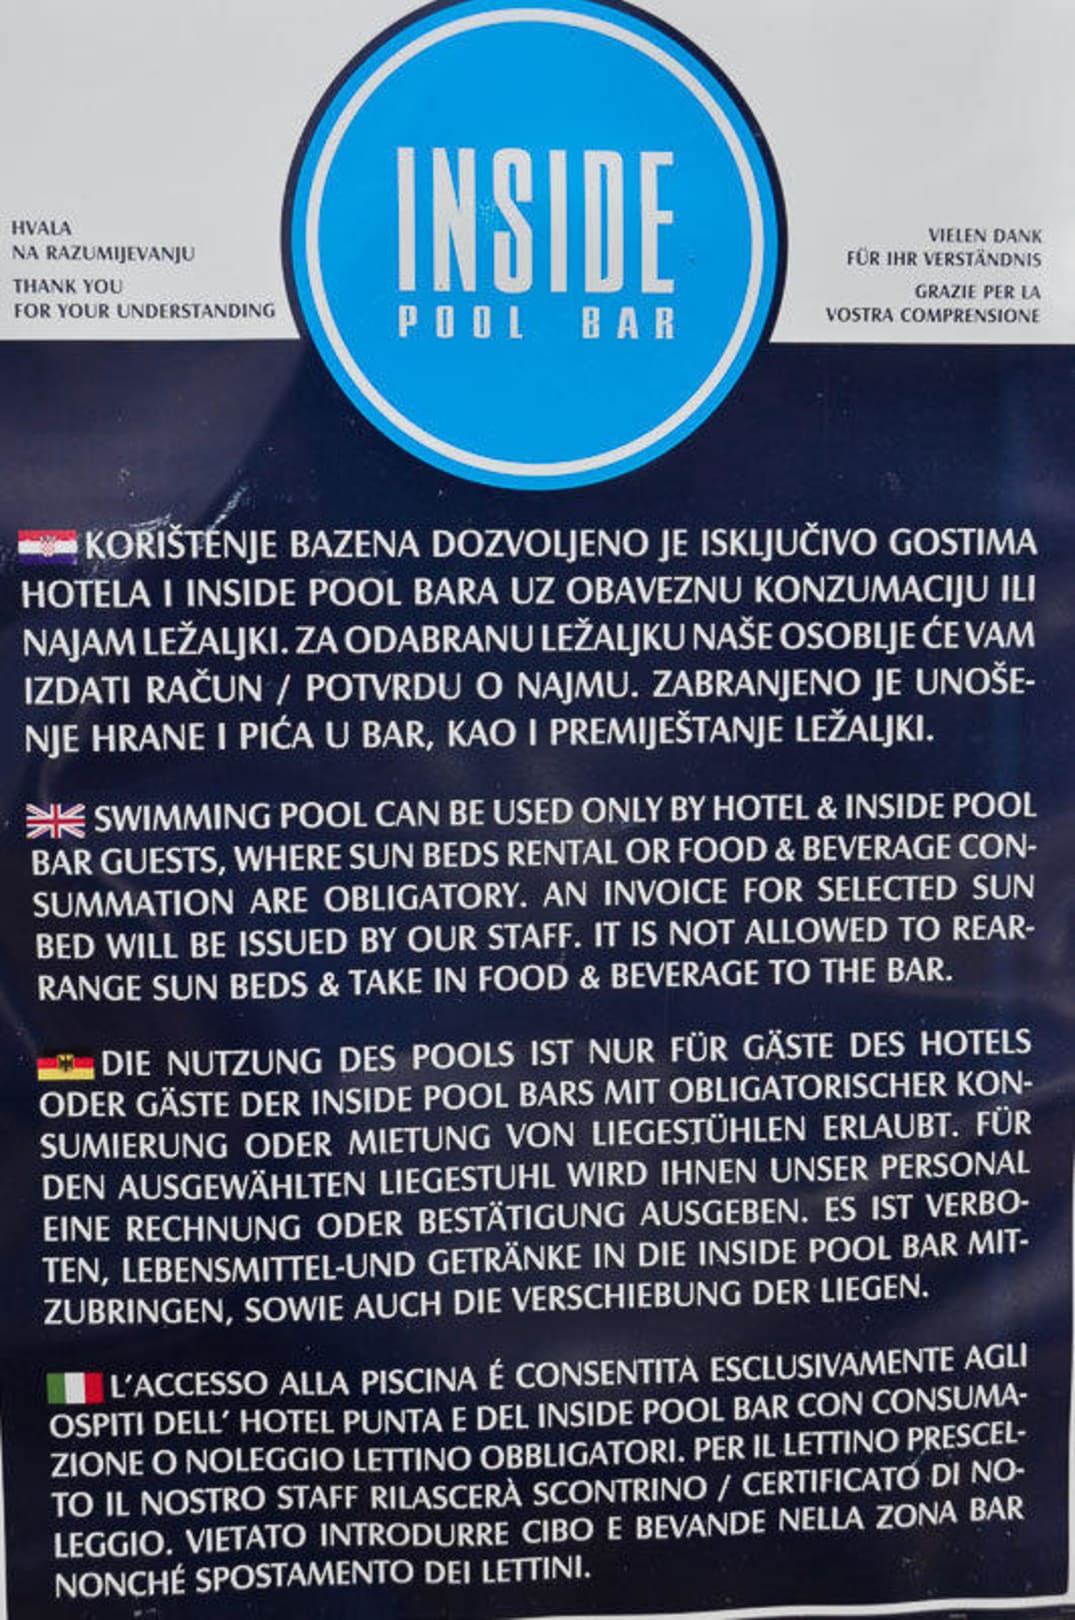 INSIDE
POOL BAR
HVALA
NA RAZUMIJEVANJU
THANK YOU
FOR YOUR UNDERSTANDING
VIELEN DANK
FÜR IHR VERSTÄNDNIS
GRAZIE PER LA
VOSTRA COMPRENSIONE
KORIŠTENJE BAZENA DOZVOLJENO JE ISKLJUČIVO GOSTIMA
HOTELA I INSIDE POOL BARA UZ OBAVEZNU KONZUMACIJU ILI
NAJAM LEŽALJKI. ZA ODABRANU LEŽALJKU NAŠE OSOBLJE ĆE VAM
IZDATI RAČUN / POTVRDU O NAJMU. ZABRANJENO JE UNOŠE-
NJE HRANE I PIĆA U BAR, KAO I PREMIJEŠTANJE LEŽALJKI.
SWIMMING POOL CAN BE USED ONLY BY HOTEL & INSIDE POOL
BAR GUESTS, WHERE SUN BEDS RENTAL OR FOOD & BEVERAGE CON-
SUMMATION ARE OBLIGATORY. AN INVOICE FOR SELECTED SUN
BED WILL BE ISSUED BY OUR STAFF. IT IS NOT ALLOWED TO REAR-
RANGE SUN BEDS & TAKE IN FOOD & BEVERAGE TO THE BAR.
DIE NUTZUNG DES POOLS IST NUR FÜR GÄSTE DES HOTELS
ODER GÄSTE DER INSIDE POOL BARS MIT OBLIGATORISCHER KON-
SUMIERUNG ODER MIETUNG VON LIEGESTÜHLEN ERLAUBT. FÜR
DEN AUSGEWÄHLTEN LIEGESTUHL WIRD IHNEN UNSER PERSONAL
EINE RECHNUNG ODER BESTÄTIGUNG AUSGEBEN. ES IST VERBO-
TEN, LEBENSMITTEL-UND GETRÄNKE IN DIE INSIDE POOL BAR MIT-
ZUBRINGEN, SOWIE AUCH DIE VERSCHIEBUNG DER LIEGEN.
L'ACCESSO ALLA PISCINA É CONSENTITA ESCLUSIVAMENTE AGLI
OSPITI DELL' HOTEL PUNTA E DEL INSIDE POOL BAR CON CONSUMA-
ZIONE O NOLEGGIO LETTINO OBBLIGATORI. PER IL LETTINO PRESCEL-
TO IL NOSTRO STAFF RILASCERÀ SCONTRINO / CERTIFICATO DI NO-
LEGGIO. VIETATO INTRODURRE CIBO E BEVANDE NELLA ZONA BAR
NONCHÉ SPOSTAMENTO DEI LETTINI.